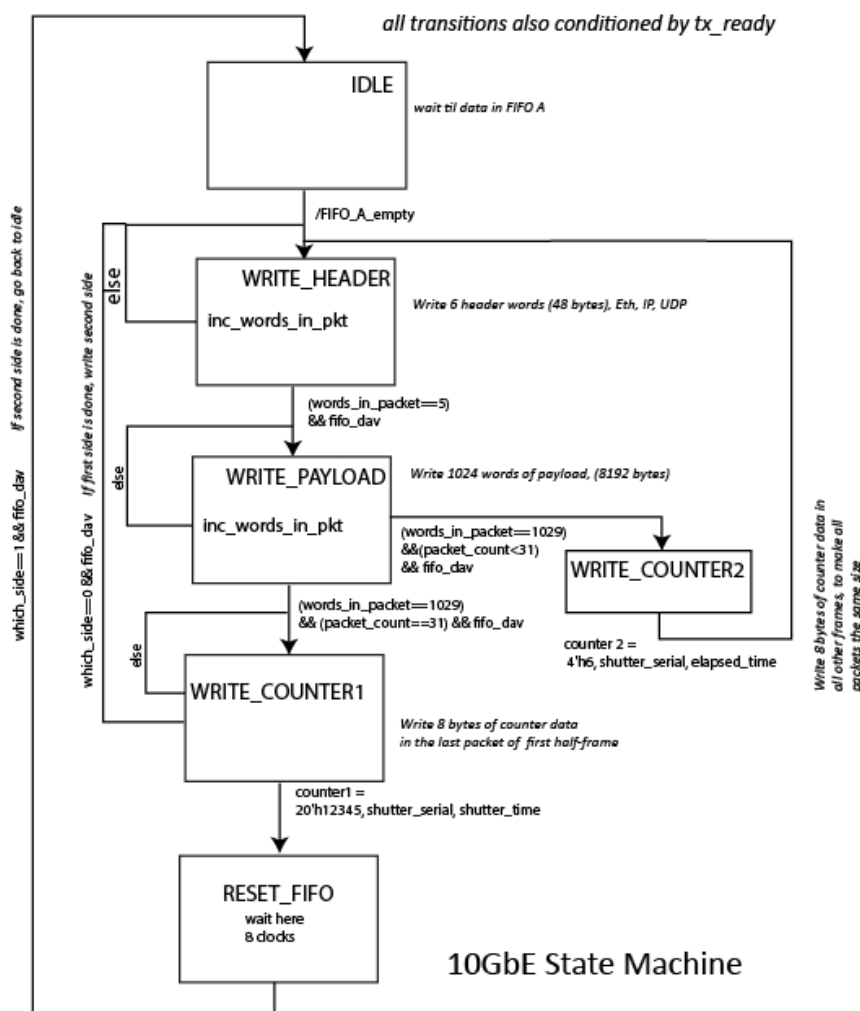 all transitions also conditioned by tx_ready
IDLE
wait til data in FIFO A
/FIFO_A_empty
WRITE_HEADER
inc_words_in_pkt
Write 6 header words (48 bytes), Eth, IP, UDP
else
(words_in_packet==5)
&& fifo_dav
WRITE_PAYLOAD
inc_words_in_pkt
Write 1024 words of payload, (8192 bytes)
else
(words_in_packet==1029)
&&(packet_count<31)
&& fifo_dav
WRITE_COUNTER2
counter 2 =
4'h6, shutter_serial, elapsed_time
Write 8 bytes of counter data in
all other frames, to make all
packets the same size
(words_in_packet==1029)
&& (packet_count==31) && fifo_dav
else
WRITE_COUNTER1
Write 8 bytes of counter data
in the last packet of first half-frame
counter1 =
20'h12345, shutter_serial, shutter_time
RESET_FIFO
wait here
8 clocks
which_side==1 && fifo_dav
If second side is done, go back to idle
which_side==0 && fifo_dav
If first side is done, write second side
10GbE State Machine